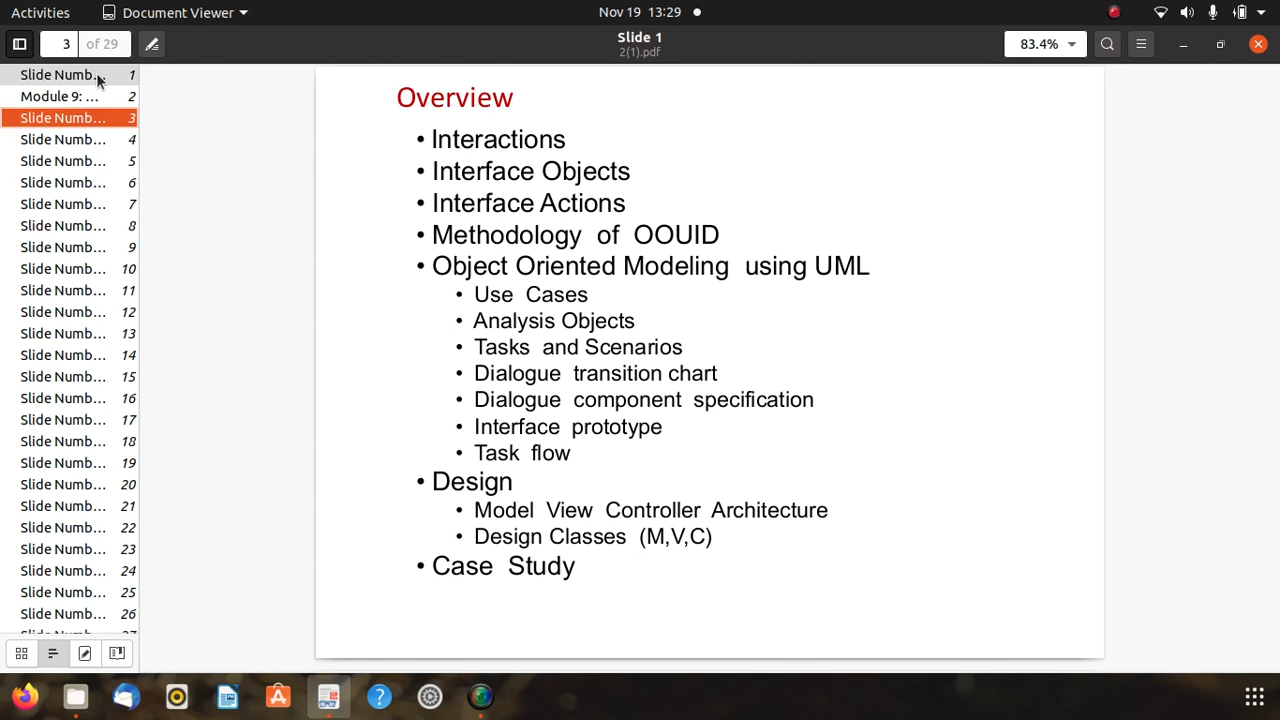 Activities
Document Viewer
Nov 19 13:29
3 of 29
Slide 1
2(1).pdf
83.4%
Slide Numb... 1
Module 9: ... 2
Slide Numb... 3
Slide Numb... 4
Slide Numb... 5
Slide Numb... 6
Slide Numb... 7
Slide Numb... 8
Slide Numb... 9
Slide Numb... 10
Slide Numb... 11
Slide Numb... 12
Slide Numb... 13
Slide Numb... 14
Slide Numb... 15
Slide Numb... 16
Slide Numb... 17
Slide Numb... 18
Slide Numb... 19
Slide Numb... 20
Slide Numb... 21
Slide Numb... 22
Slide Numb... 23
Slide Numb... 24
Slide Numb... 25
Slide Numb... 26
Slide Numb... 27
Overview
• Interactions
• Interface Objects
• Interface Actions
• Methodology of OOUID
• Object Oriented Modeling using UML
• Use Cases
• Analysis Objects
• Tasks and Scenarios
• Dialogue transition chart
• Dialogue component specification
• Interface prototype
• Task flow
• Design
• Model View Controller Architecture
• Design Classes (M,V,C)
• Case Study